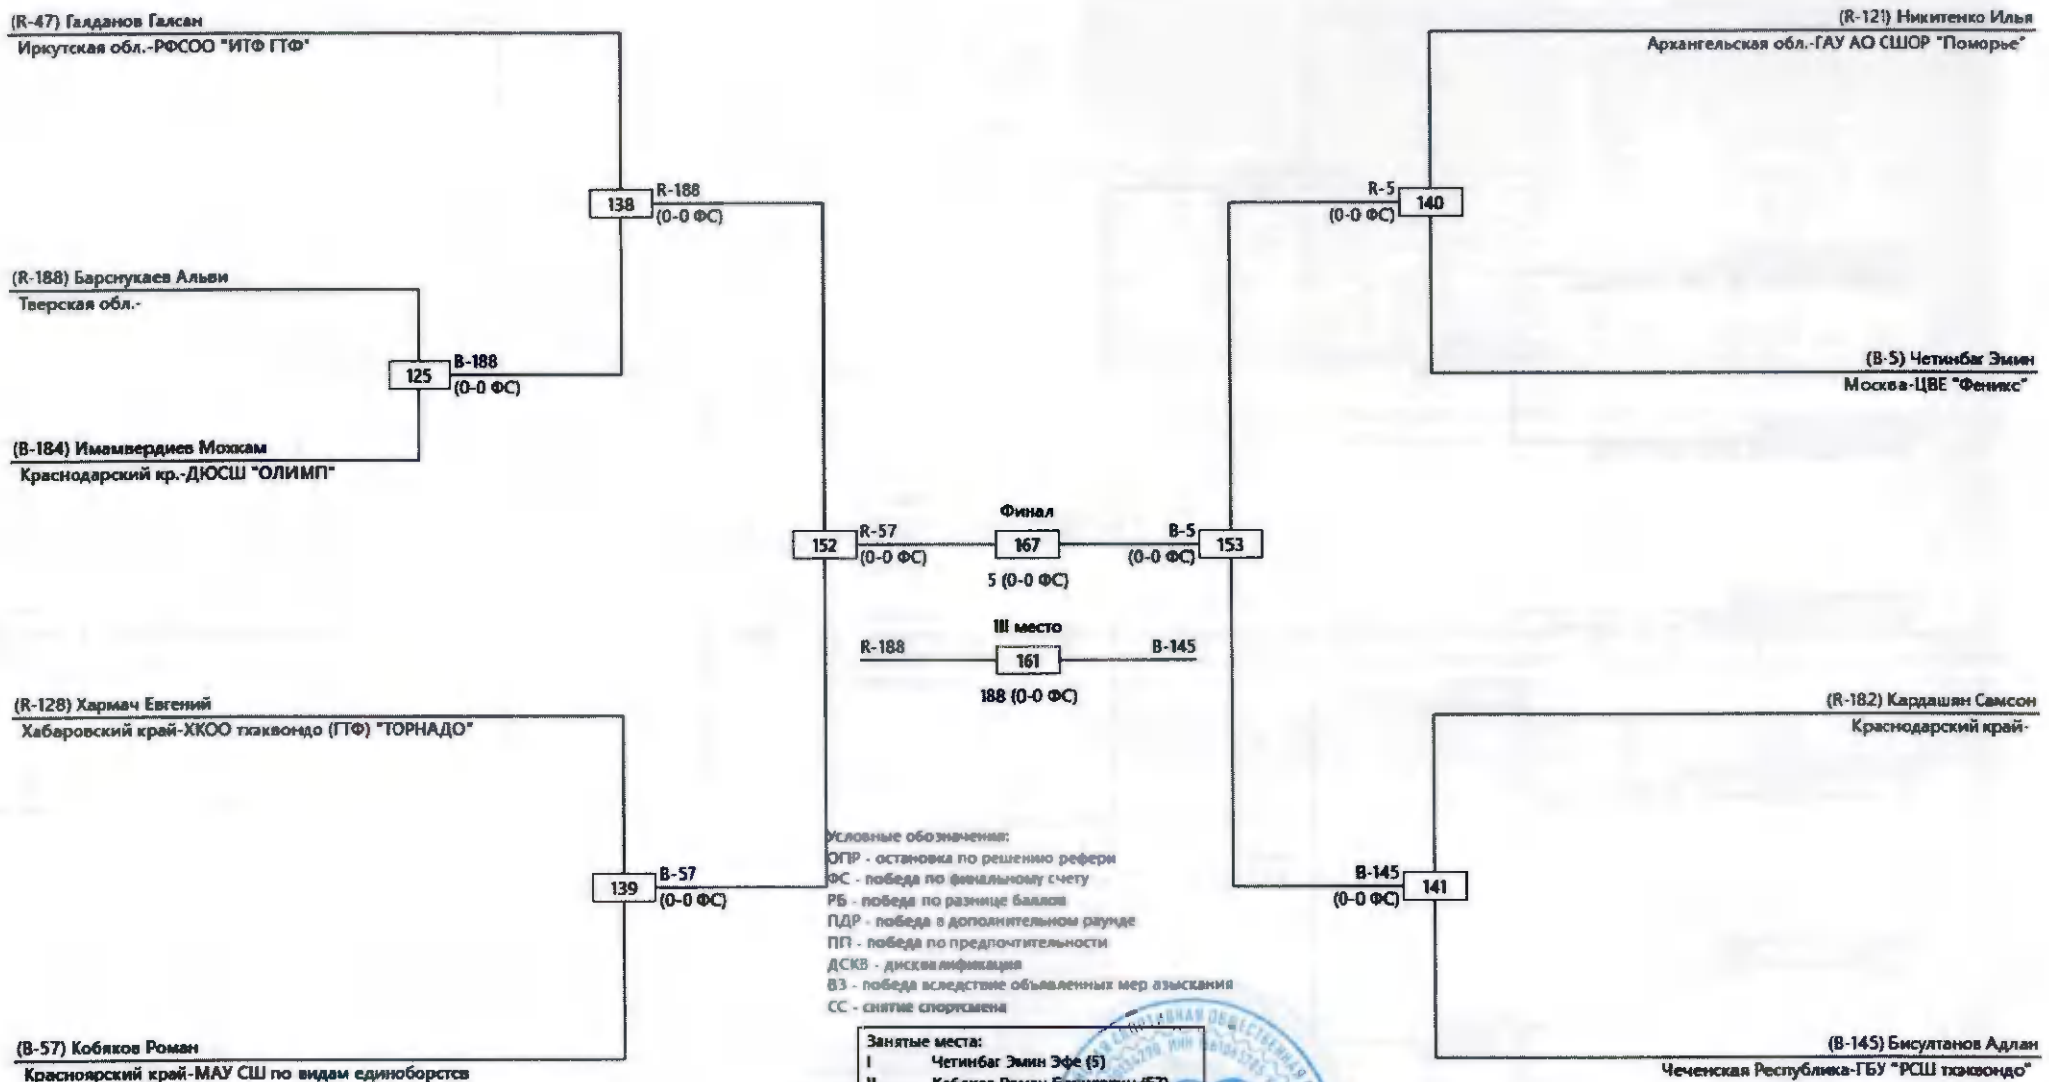 (R-47) Галданов Галсан
Иркутская обл.-РФСОО "ИТФ ГТФ"
(R-121) Никитенко Илья
Архангельская обл.-ГАУ АО СШОР "Поморье"
R-188
138
(0-0 ФС)
R-5
140
(0-0 ФС)
(R-188) Барснукаев Альви
Тверская обл.-
B-188
125
(0-0 ФС)
(B-5) Четинбаг Эмин
Москва-ЦВЕ "Феникс"
(B-184) Имамвердиев Мохкам
Краснодарский кр.-ДЮСШ "ОЛИМП"
Финал
R-57
152
(0-0 ФС)
167
B-5
153
(0-0 ФС)
5 (0-0 ФС)
III место
R-188
161
B-145
188 (0-0 ФС)
(R-128) Хармач Евгений
Хабаровский край-ХКОО тхэквондо (ГТФ) "ТОРНАДО"
(R-182) Кардашян Самсон
Краснодарский край-
B-57
139
(0-0 ФС)
B-145
141
(0-0 ФС)
Условные обозначения:
ОПР - остановка по решению рефери
ФС - победа по финальному счету
РБ - победа по разнице баллов
ПДР - победа в дополнительном раунде
ПП - победа по предпочтительности
ДСКВ - дисквалификация
ВЗ - победа вследствие объявленных мер взыскания
СС - снятие спортсмена
(B-57) Кобяков Роман
Красноярский край-МАУ СШ по видам единоборств
Занятые места:
I Четинбаг Эмин Эфе (5)
(B-145) Бисултанов Адлан
Чеченская Республика-ГБУ "РСШ тхэквондо"